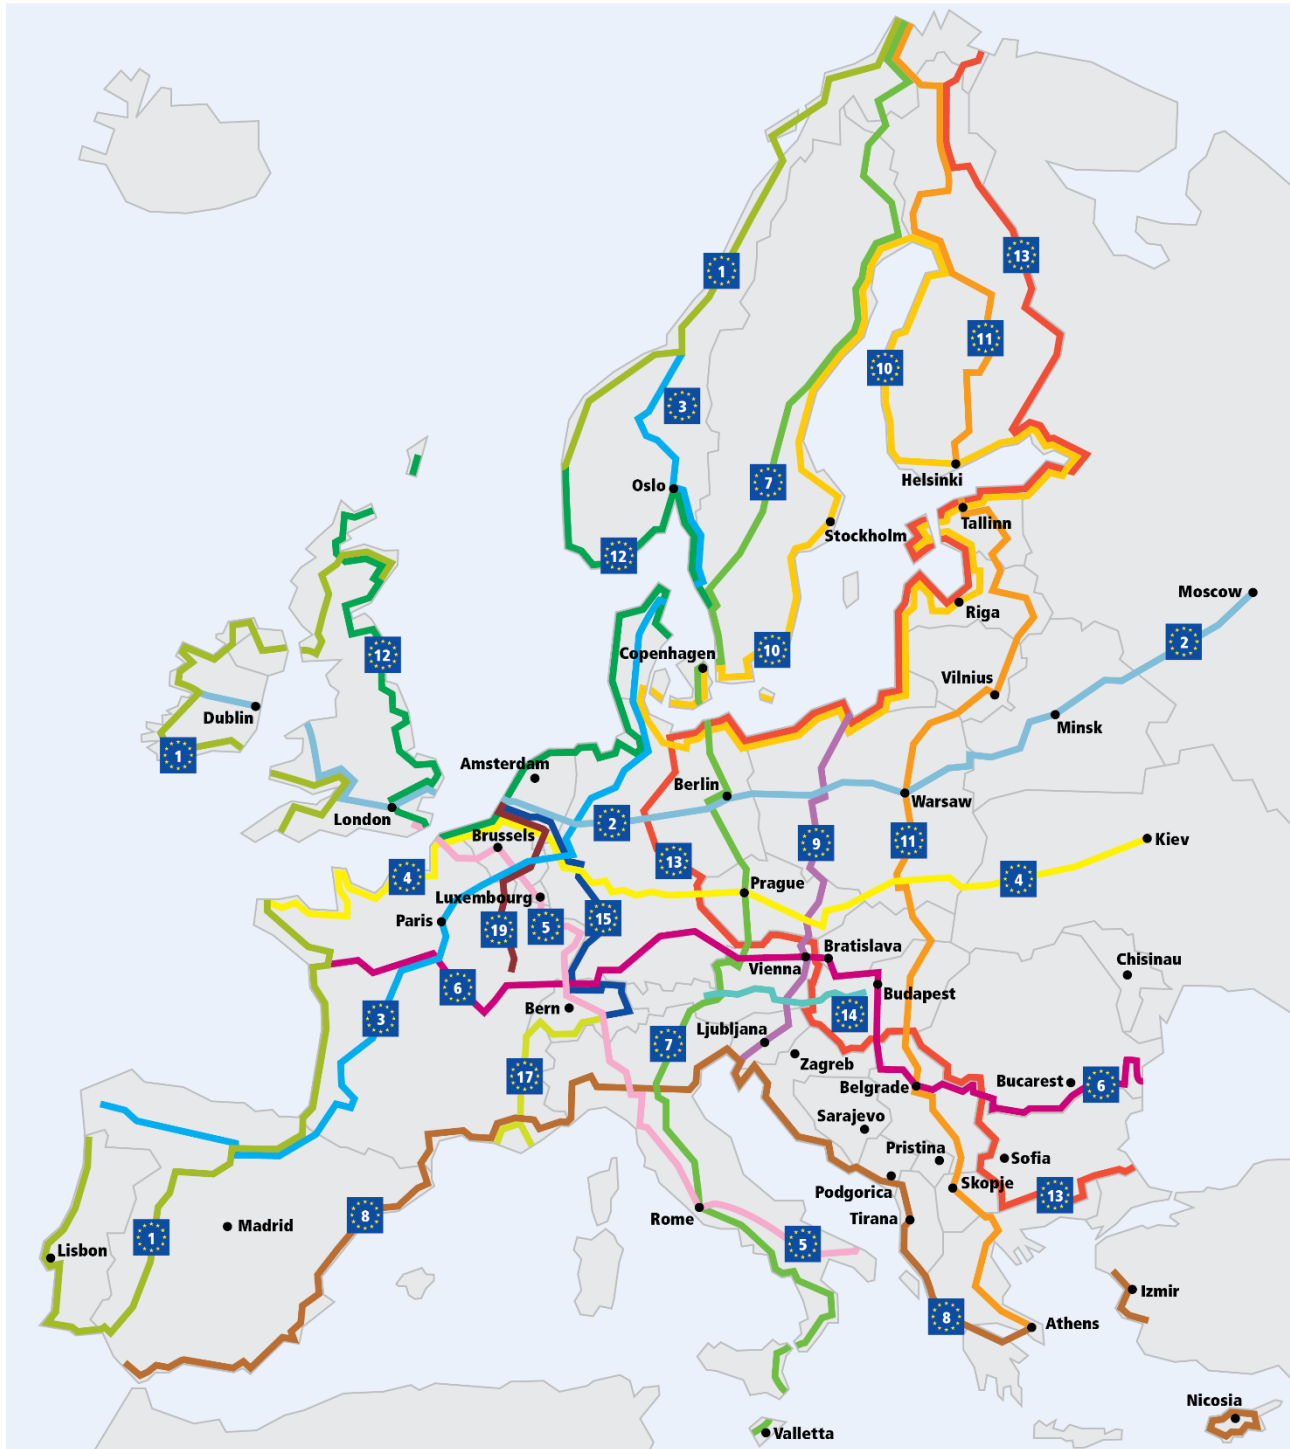 1
13
11
10
3
7
Oslo
Helsinki
Stockholm
Tallinn
12
Moscow
Riga
2
12
10
Copenhagen
Vilnius
Dublin
Minsk
1
Amsterdam
Berlin
Warsaw
London
2
Brussels
9
11
Kiev
13
4
4
Prague
Luxembourg
Paris
19
5
15
Bratislava
Vienna
Chisinau
6
Budapest
Bern
3
14
Ljubljana
7
Zagreb
17
Belgrade
Bucarest
6
Sarajevo
Pristina
Sofia
Podgorica
Skopje
13
8
Rome
Tirana
Madrid
1
Lisbon
5
Izmir
8
Athens
Nicosia
Valletta